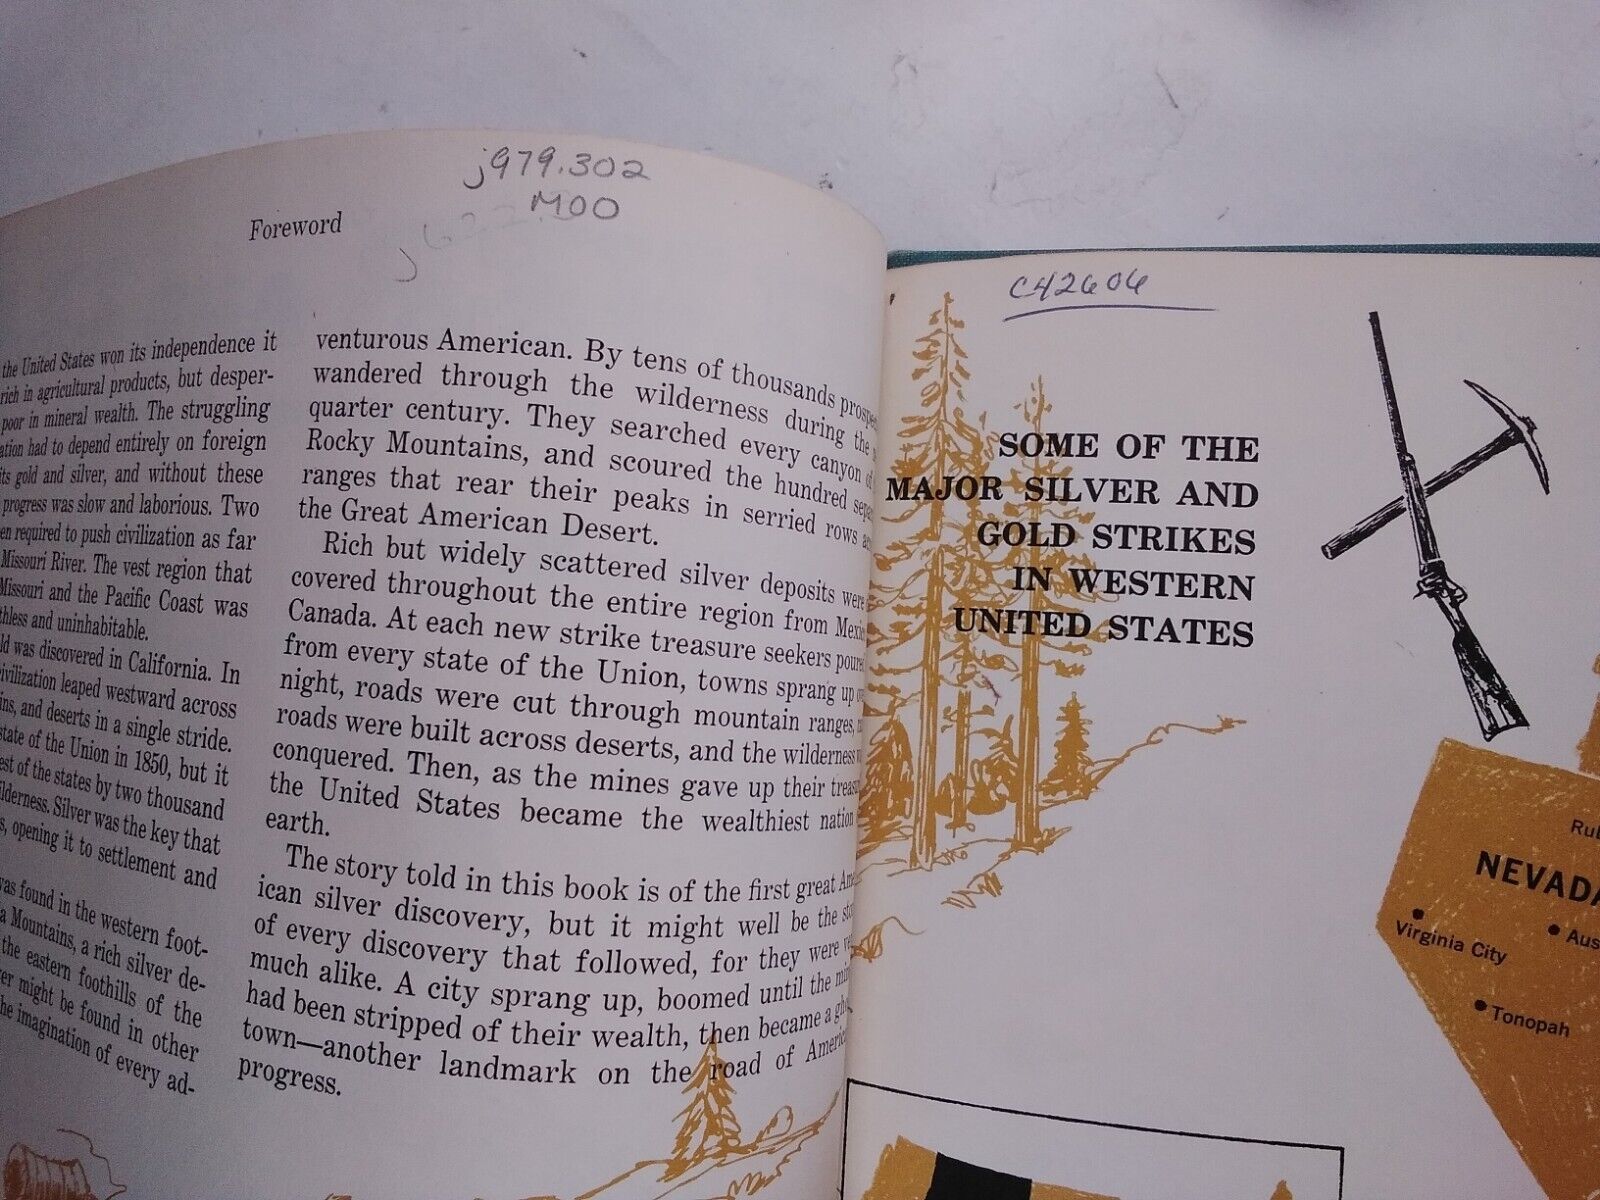 j979.302
M00
j622.
Foreword
the United States won its independence it
rich in agricultural products, but desper-
poor in mineral wealth. The struggling
had to depend entirely on foreign
its gold and silver, and without these
progress was slow and laborious. Two
required to push civilization as far
Missouri River. The vest region that
Missouri and the Pacific Coast was
and uninhabitable.
was discovered in California. In
civilization leaped westward across
and deserts in a single stride.
state of the Union in 1850, but it
of the states by two thousand
Silver was the key that
opening it to settlement and
was found in the western foot-
Mountains, a rich silver de-
the eastern foothills of the
might be found in other
the imagination of every ad-
venturous American. By tens of thousands
wandered through the wilderness during the
quarter century. They searched every canyon of
Rocky Mountains, and scoured the hundred
ranges that rear their peaks in serried rows
the Great American Desert.
Rich but widely scattered silver deposits were
covered throughout the entire region from
Canada. At each new strike treasure seekers
from every state of the Union, towns sprang up
night, roads were cut through mountain ranges,
roads were built across deserts, and the wilderness
conquered. Then, as the mines gave up their
the United States became the wealthiest nation
earth.
The story told in this book is of the first great
ican silver discovery, but it might well be the
of every discovery that followed, for they were
much alike. A city sprang up, boomed until the
had been stripped of their wealth, then became a
town—another landmark on the road of
progress.
C42606
SOME OF THE
MAJOR SILVER AND
GOLD STRIKES
IN WESTERN
UNITED STATES
NEVADA
Virginia City
Tonopah